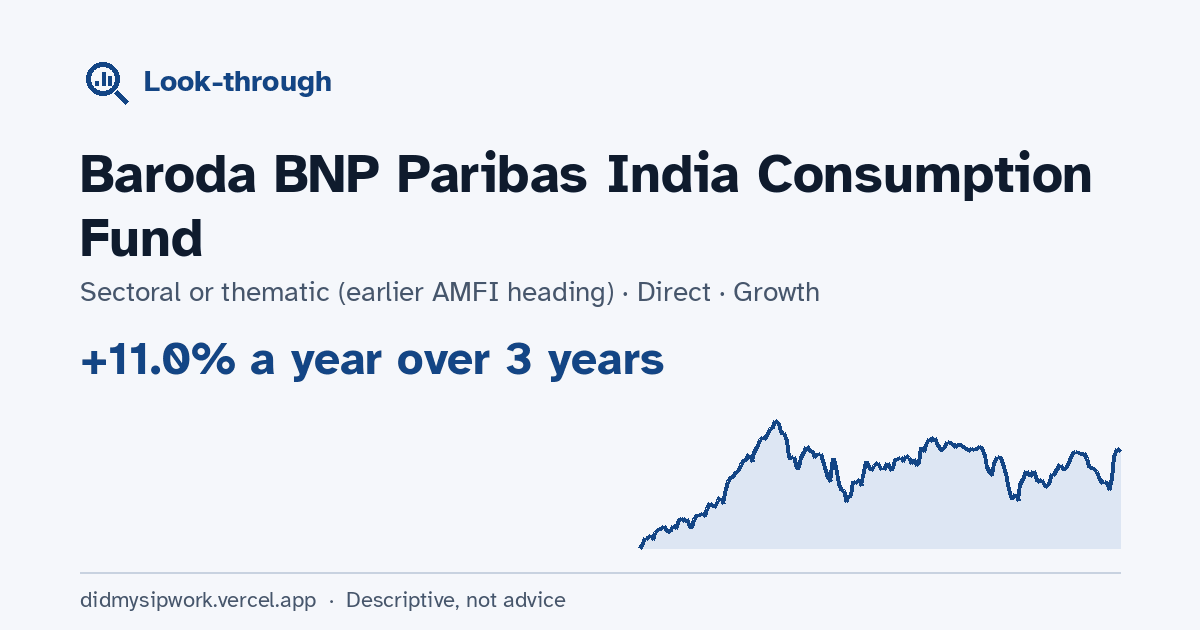 Look-through
Baroda BNP Paribas India Consumption
Fund
Sectoral or thematic (earlier AMFI heading) · Direct · Growth
+11.0% a year over 3 years
didmysipwork.vercel.app · Descriptive, not advice